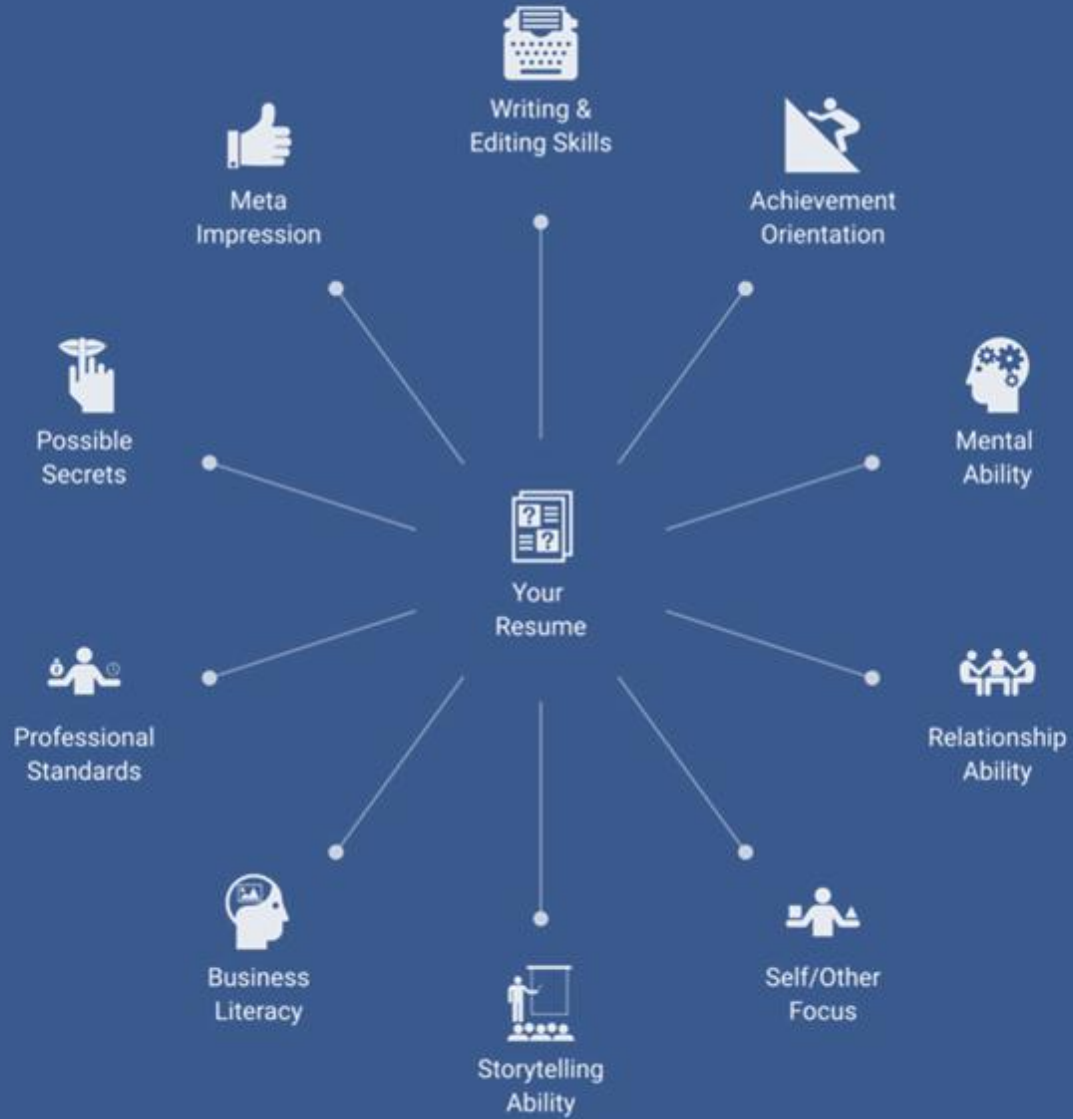 Writing &
Editing Skills
Meta
Impression
Achievement
Orientation
Possible
Secrets
Mental
Ability
?
?
Your
Resume
Professional
Standards
Relationship
Ability
Business
Literacy
Self/Other
Focus
Storytelling
Ability